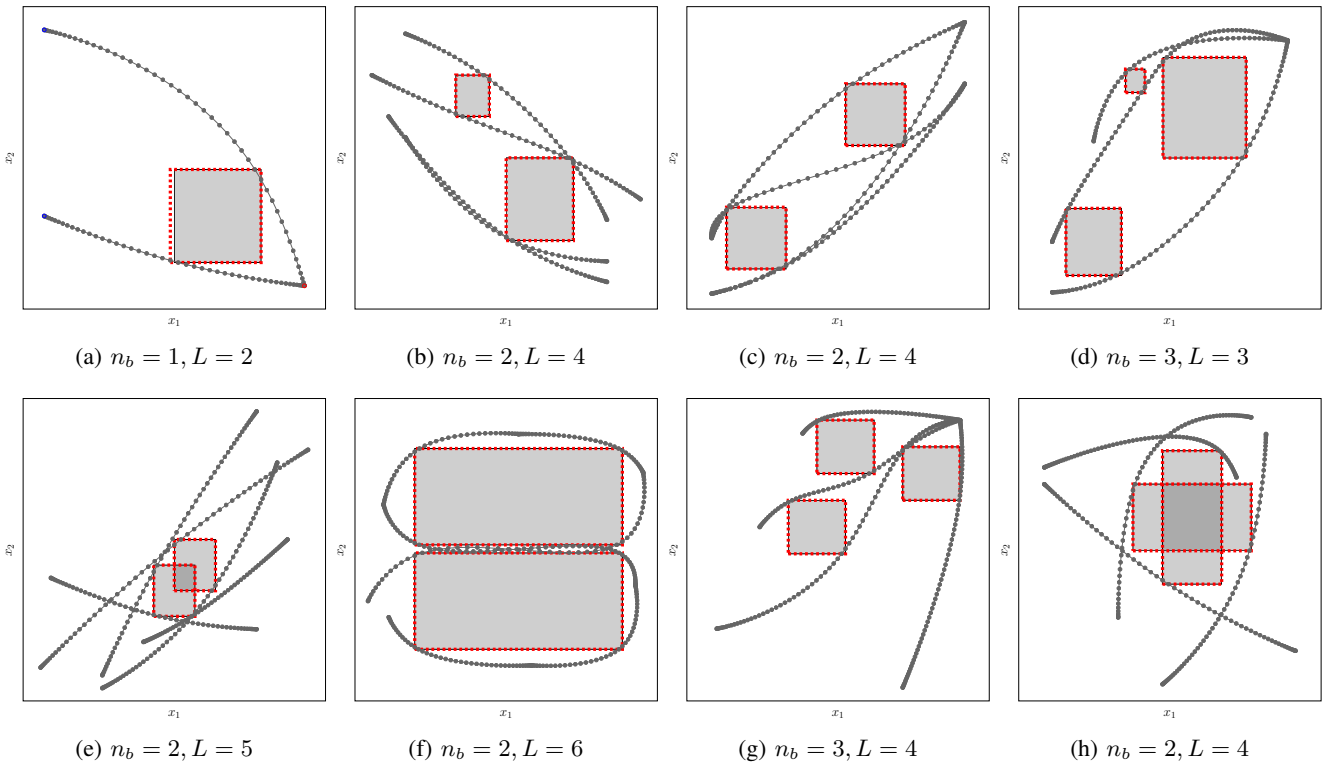 x₂
x₁
(a) n_b = 1, L = 2
x₂
x₁
(b) n_b = 2, L = 4
x₂
x₁
(c) n_b = 2, L = 4
x₂
x₁
(d) n_b = 3, L = 3
x₂
x₁
(e) n_b = 2, L = 5
x₂
x₁
(f) n_b = 2, L = 6
x₂
x₁
(g) n_b = 3, L = 4
x₂
x₁
(h) n_b = 2, L = 4